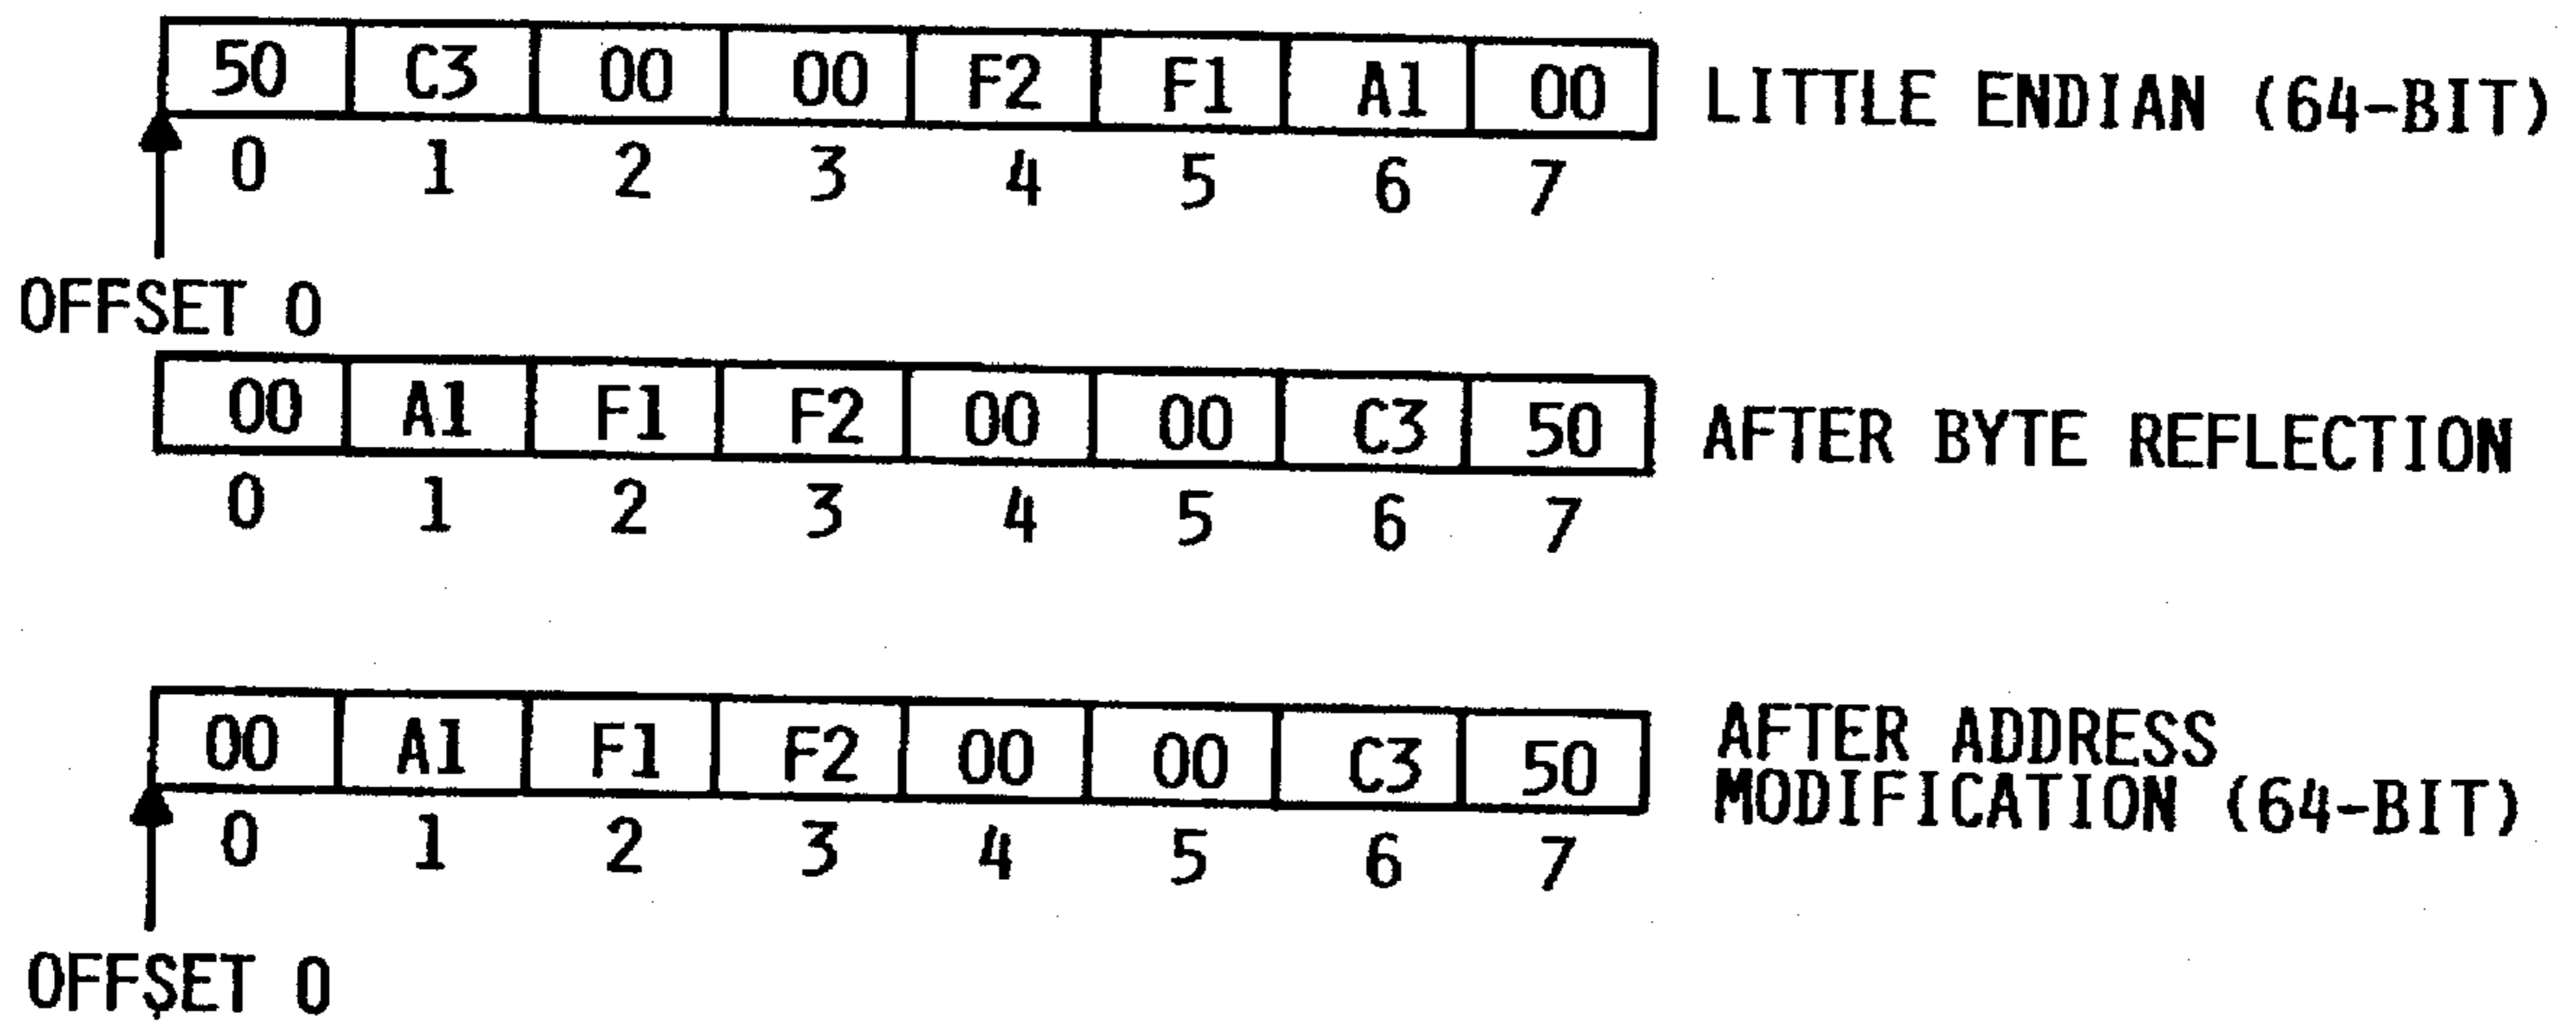 50 C3 00 00 F2 F1 A1 00 LITTLE ENDIAN (64-BIT)
0 1 2 3 4 5 6 7
OFFSET 0
00 A1 F1 F2 00 00 C3 50 AFTER BYTE REFLECTION
0 1 2 3 4 5 6 7
00 A1 F1 F2 00 00 C3 50 AFTER ADDRESS
MODIFICATION (64-BIT)
0 1 2 3 4 5 6 7
OFFSET 0